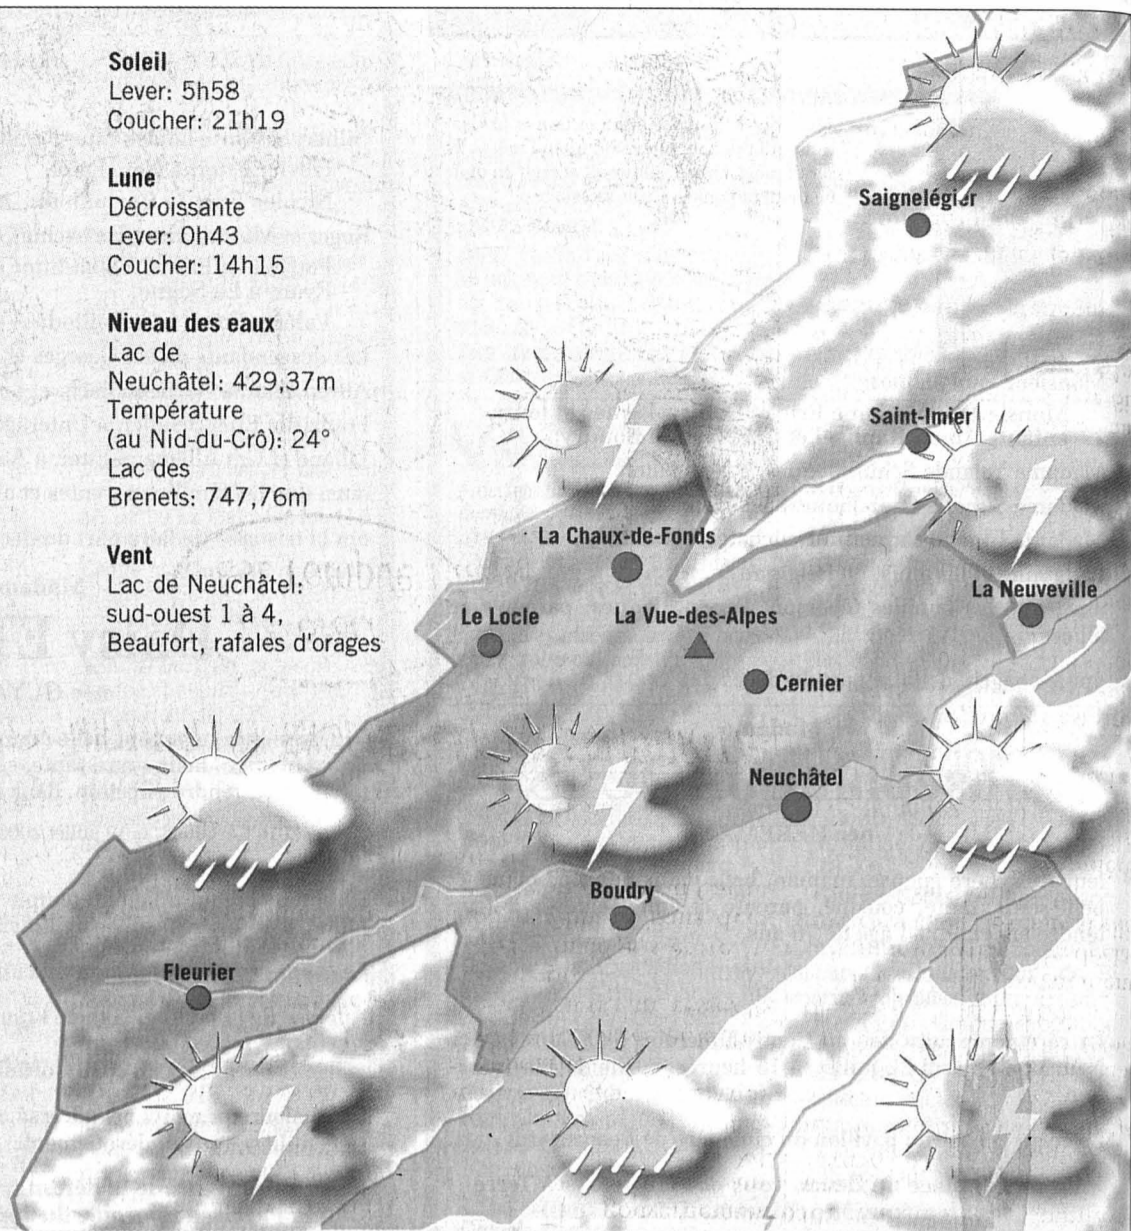 Soleil
Lever: 5h58
Coucher: 21h19
Lune
Décroissante
Lever: 0h43
Coucher: 14h15
Niveau des eaux
Lac de
Neuchâtel: 429,37m
Température
(au Nid-du-Crô): 24°
Lac des
Brenets: 747,76m
Vent
Lac de Neuchâtel:
sud-ouest 1 à 4,
Beaufort, rafales d'orages
Saignelégier
Saint-Imier
La Chaux-de-Fonds
La Neuveville
Le Locle
La Vue-des-Alpes
Cernier
Neuchâtel
Boudry
Fleurier